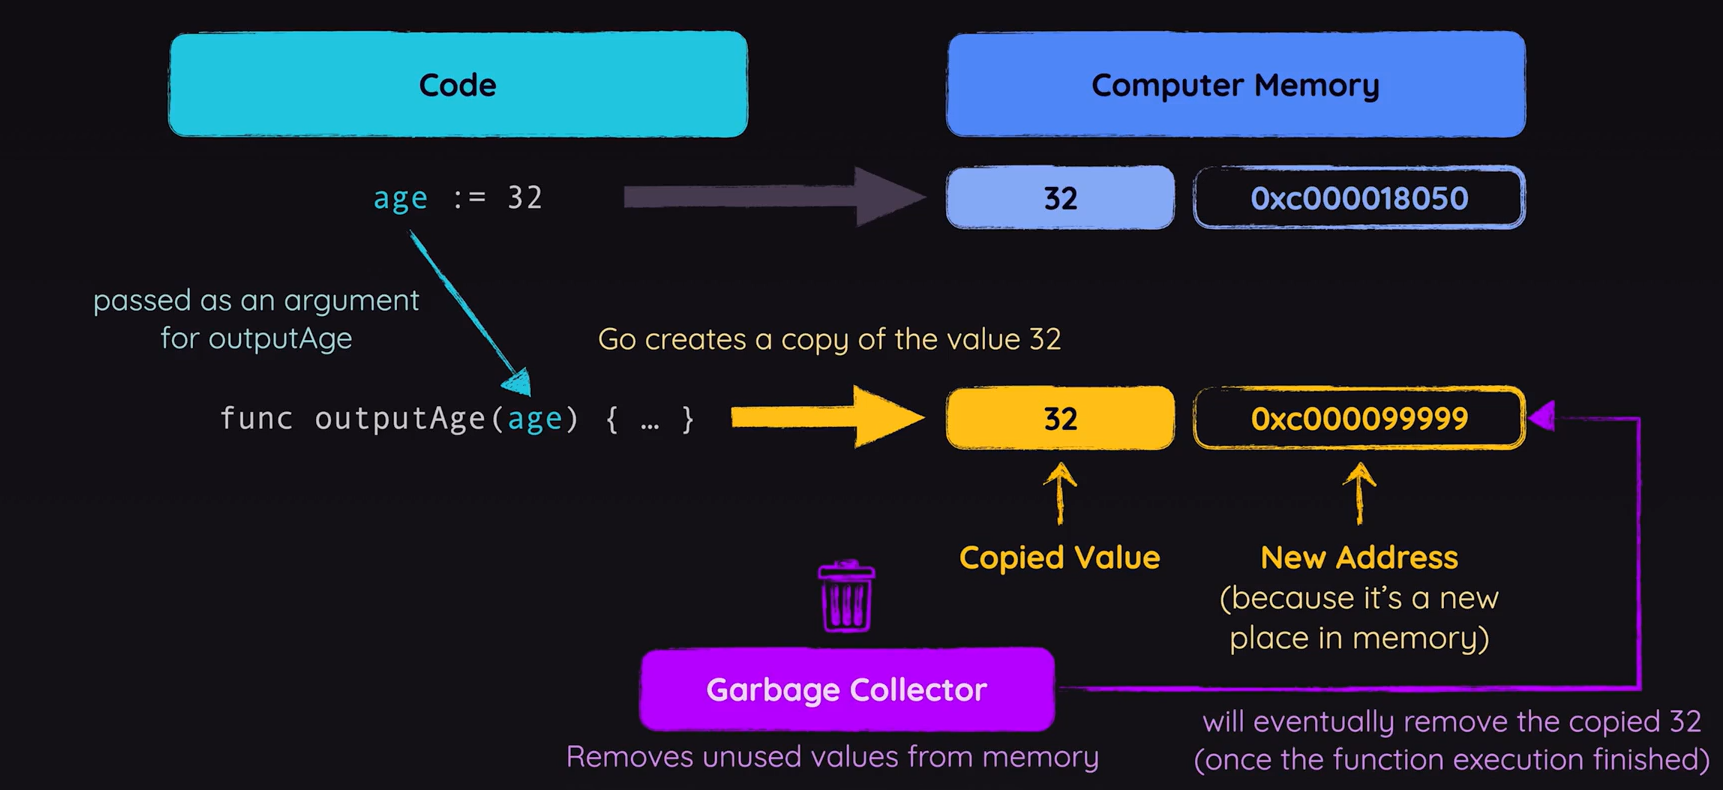 Code
Computer Memory
age := 32
32
0xc000018050
passed as an argument
for outputAge
Go creates a copy of the value 32
func outputAge(age) { … }
32
0xc000099999
Copied Value
New Address
(because it’s a new
place in memory)
Garbage Collector
Removes unused values from memory
will eventually remove the copied 32
(once the function execution finished)